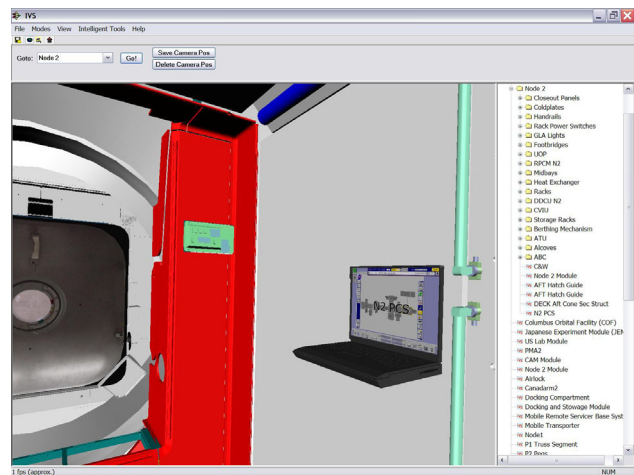 IVS
File Modes View Intelligent Tools Help
Goto: Node 2 Go! Save Camera Pos
Delete Camera Pos
N2 PCS
Node 2
Closeout Panels
Coldplates
Handrails
Rack Power Switches
GLA Lights
Footbridges
UOP
RPCM N2
Midbays
Heat Exchanger
Racks
DDCU N2
CVIU
Storage Racks
Berthing Mechanism
ATU
Alcoves
ABC
C&W
Node 2 Module
AFT Hatch Guide
AFT Hatch Guide
DECK Aft Cone Sec Struct
N2 PCS
Columbus Orbital Facility (COF)
Japanese Experiment Module (JEM
US Lab Module
PMA2
CAM Module
Node 2 Module
Airlock
Canadarm2
Docking Compartment
Docking and Stowage Module
Mobile Remote Servicer Base Syst
Mobile Transporter
Node1
P1 Truss Segment
1 fps (approx.) NUM